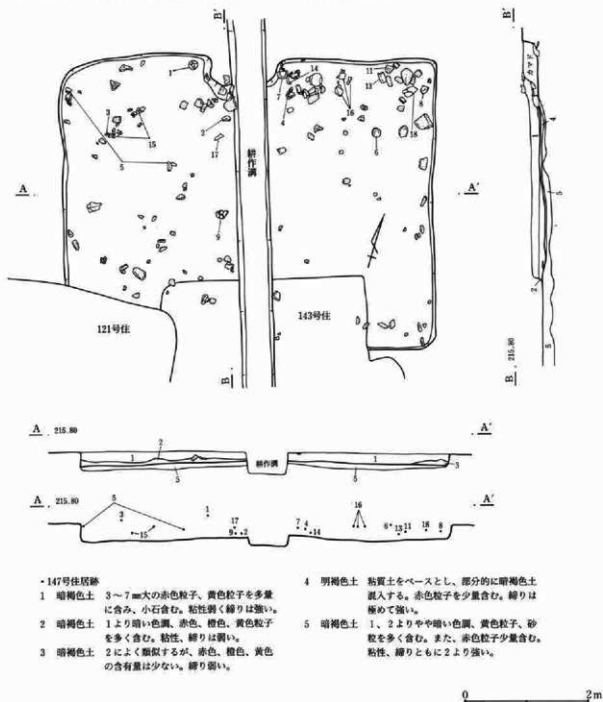 B′
B′
1
14
11
7
13
8
カマド
3
4
16
2
18
4
15
17
6
5
耕作溝
5
A
A′
9
2
121号住
143号住
5
B
B 215.80
A 215.80
2
A′
1
1
5
耕作溝
5
3
A 215.80
5
16
A′
3
1
17
7 4
6
15
9 2
14
13 11
18
8
・147号住居跡
1 暗褐色土 3～7㎜大の赤色粒子、黄色粒子を多量
に含み、小石含む。粘性弱く締りは強い。
2 暗褐色土 1より暗い色調、赤色、橙色、黄色粒子
を多く含む。粘性、締りは弱い。
3 暗褐色土 2によく類似するが、赤色、橙色、黄色
の含有量は少ない。締り弱い。
4 明褐色土 粘質土をベースとし、部分的に暗褐色土
混入する。赤色粒子を少量含む。締りは
極めて強い。
5 暗褐色土 1、2よりやや暗い色調、黄色粒子、砂
粒を多く含む。また、赤色粒子少量含む。
粘性、締りともに2より強い。
0 2m